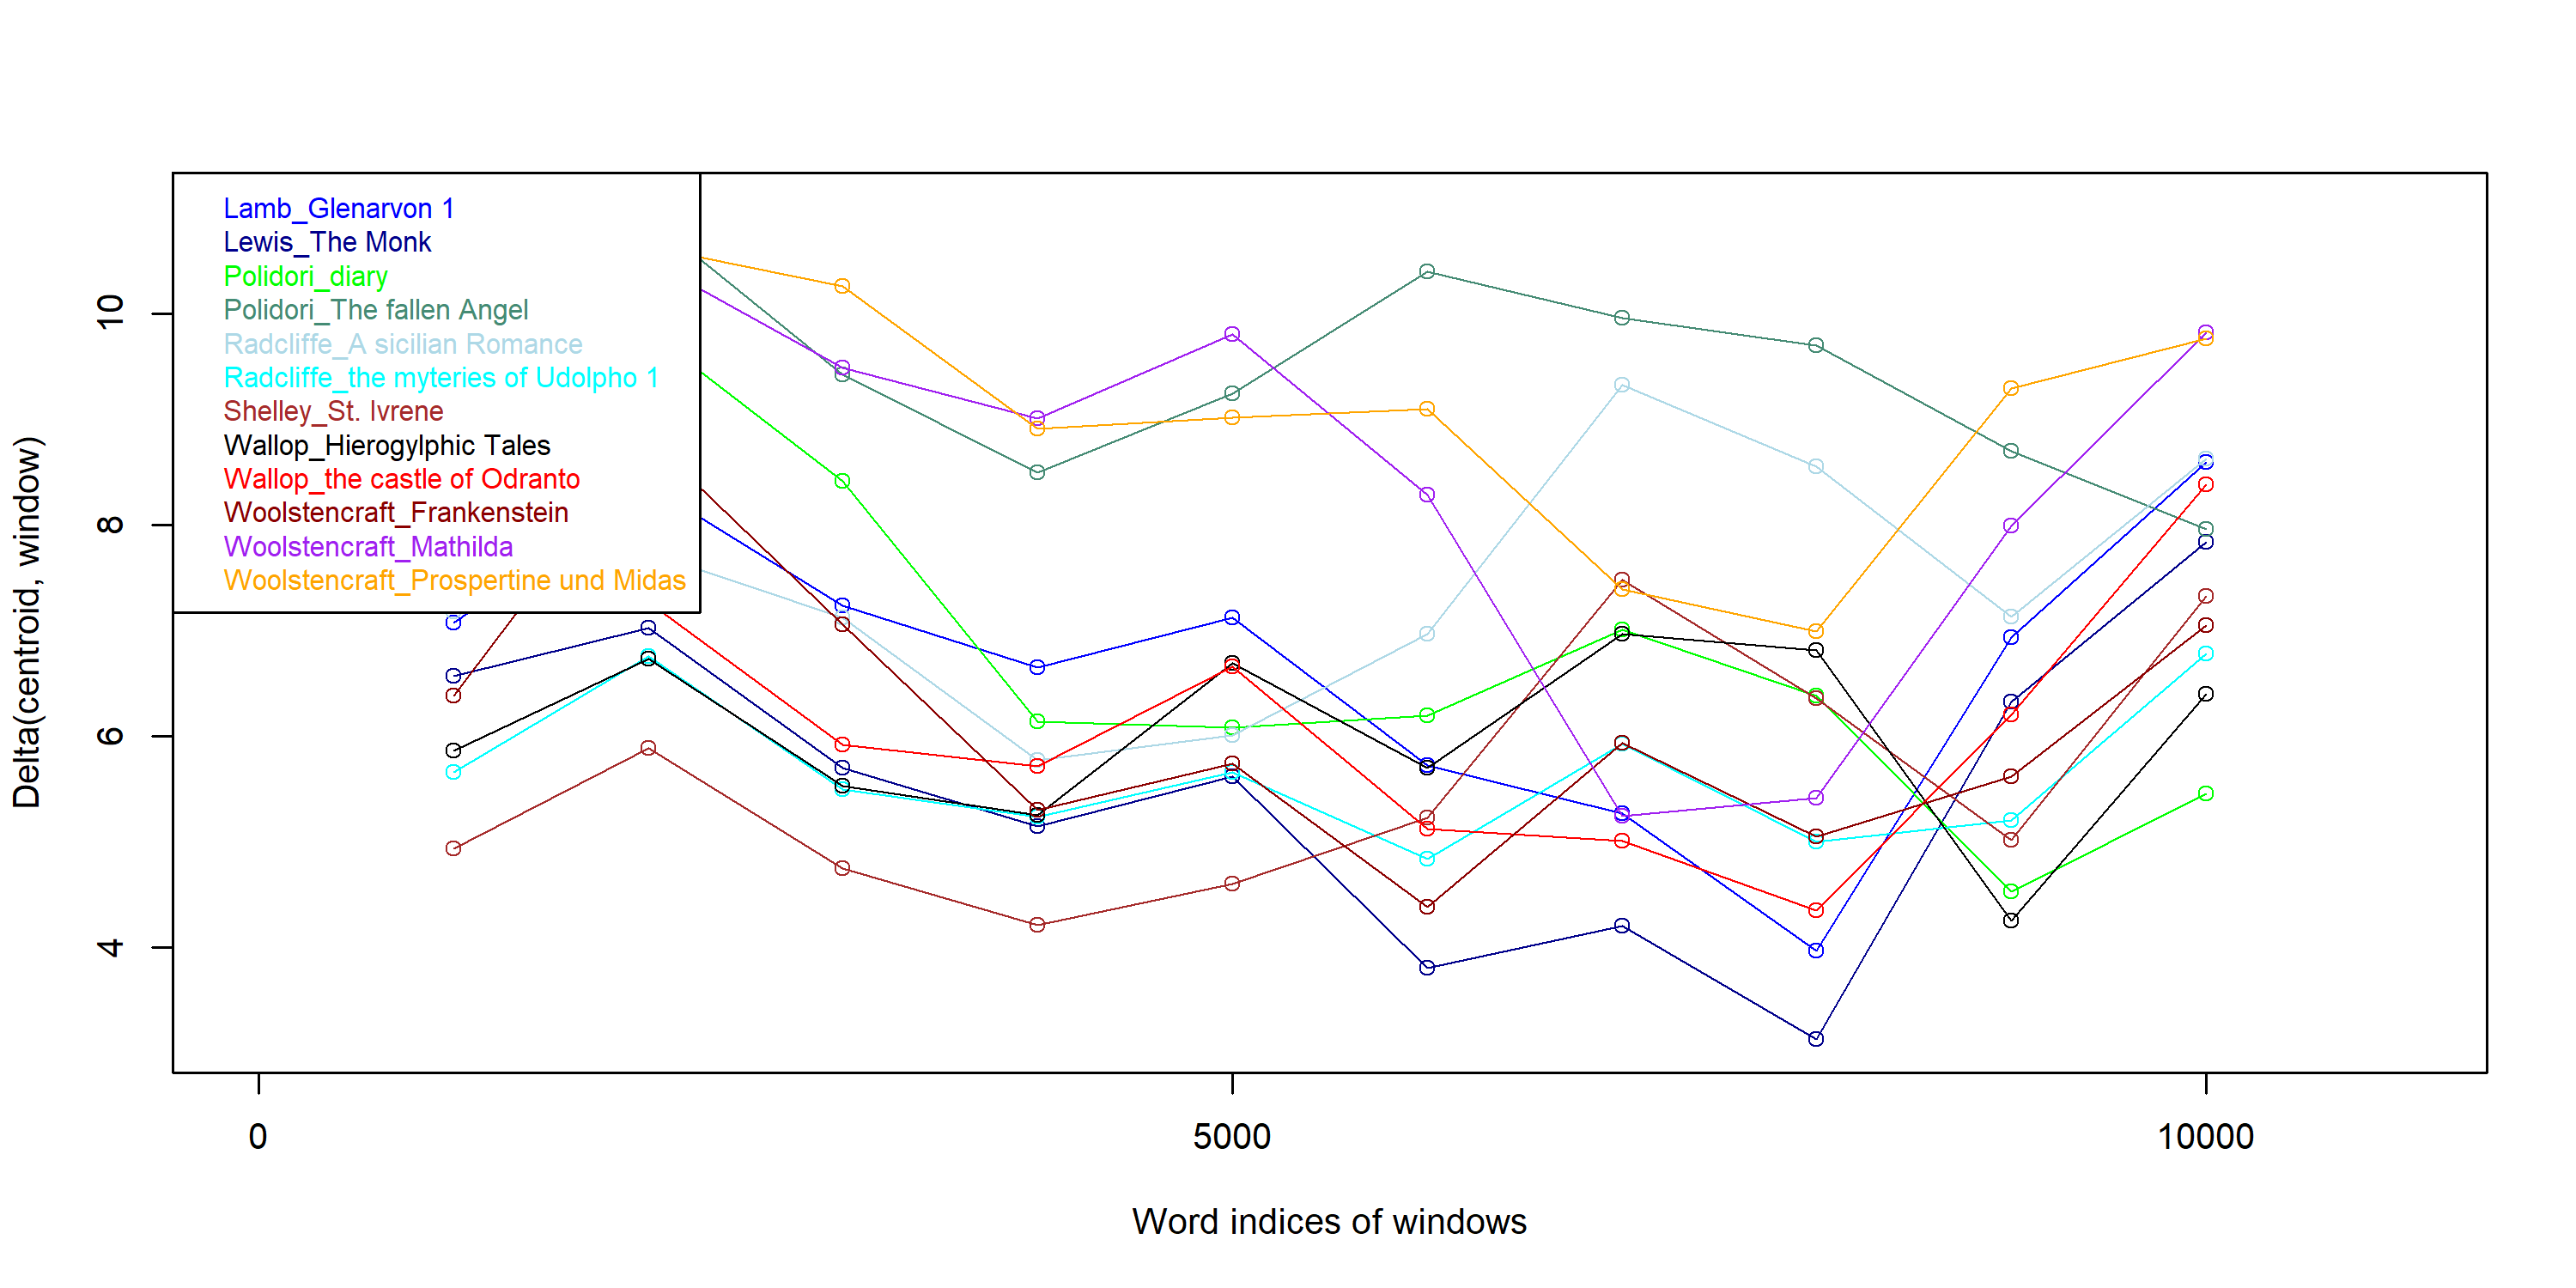 Lamb_Glenarvon 1
Lewis_The Monk
Polidori_diary
Polidori_The fallen Angel
Radcliffe_A sicilian Romance
Radcliffe_the myteries of Udolpho 1
Shelley_St. Ivrene
Wallop_Hierogylphic Tales
Wallop_the castle of Odranto
Woolstencraft_Frankenstein
Woolstencraft_Mathilda
Woolstencraft_Prospertine und Midas
Delta(centroid, window)
10
8
6
4
0
5000
10000
Word indices of windows